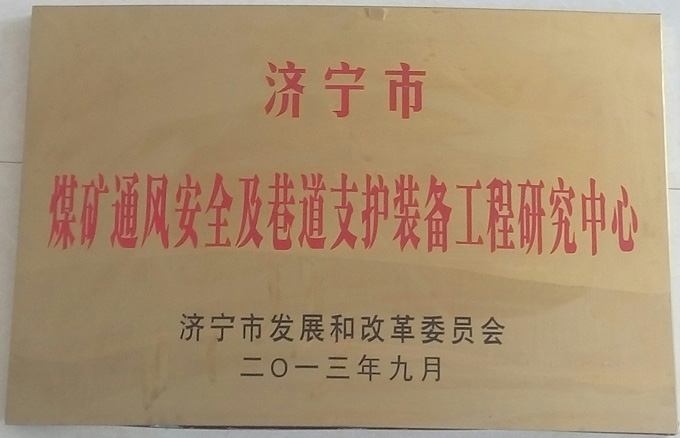 济宁市
煤矿通风安全及巷道支护装备工程研究中心
济宁市发展和改革委员会
二〇一三年九月